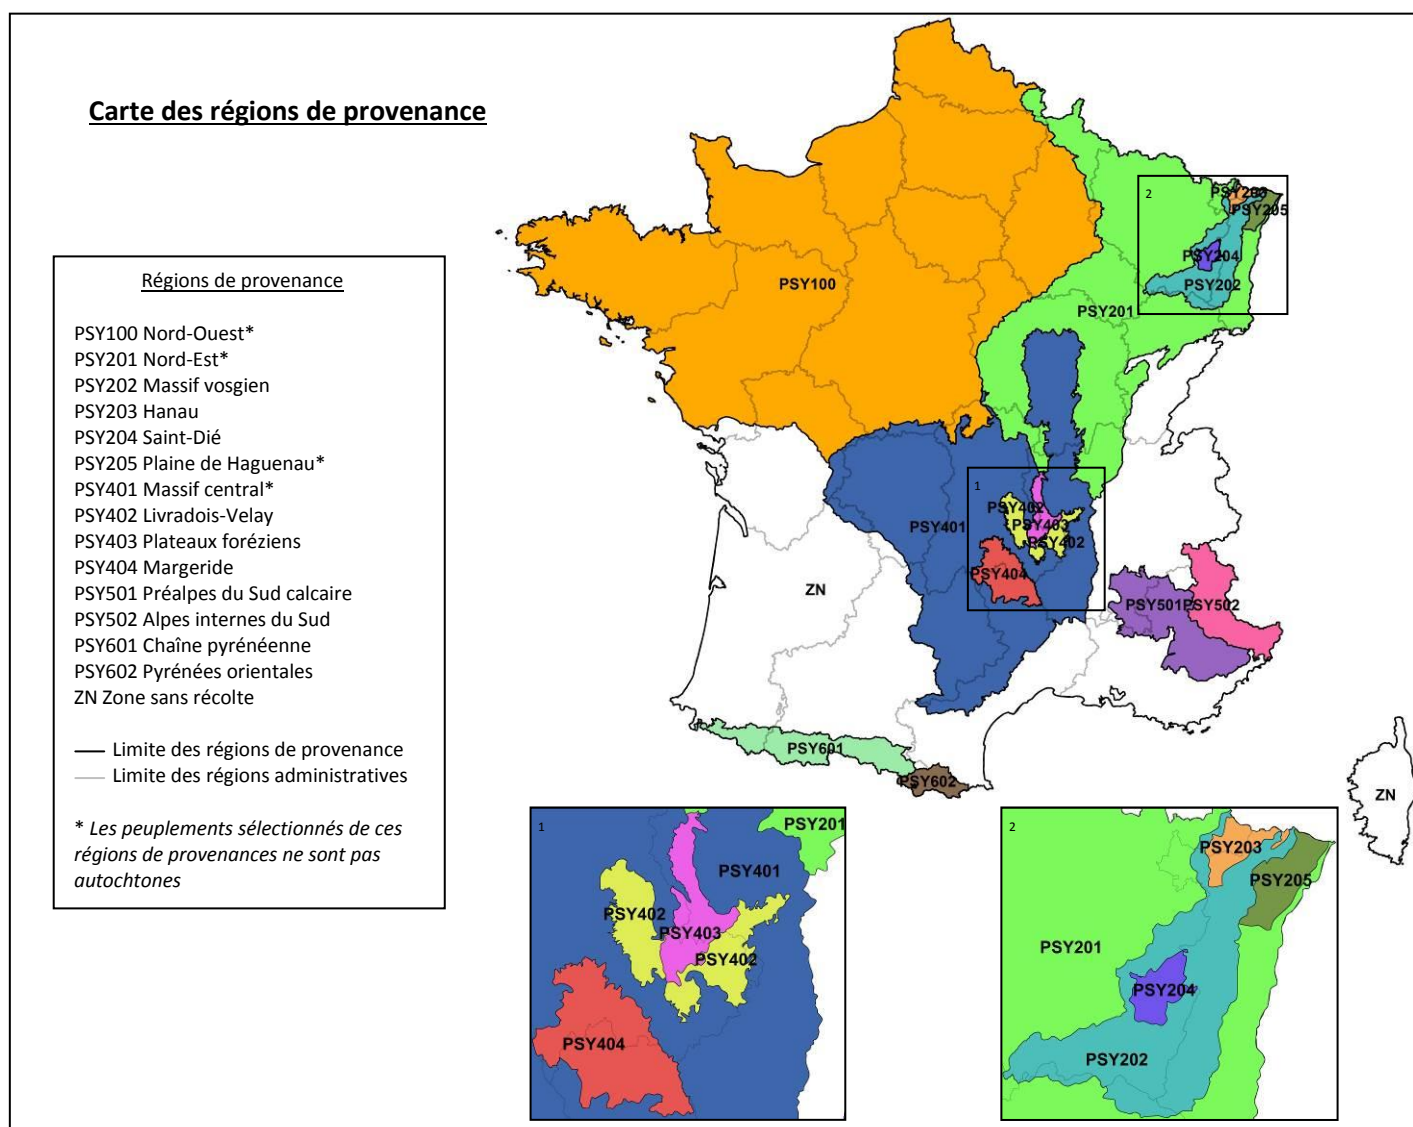 Carte des régions de provenance
Régions de provenance
PSY100 Nord-Ouest*
PSY201 Nord-Est*
PSY202 Massif vosgien
PSY203 Hanau
PSY204 Saint-Dié
PSY205 Plaine de Haguenau*
PSY401 Massif central*
PSY402 Livradois-Velay
PSY403 Plateaux foréziens
PSY404 Margeride
PSY501 Préalpes du Sud calcaire
PSY502 Alpes internes du Sud
PSY601 Chaîne pyrénéenne
PSY602 Pyrénées orientales
ZN Zone sans récolte
Limite des régions de provenance
Limite des régions administratives
* Les peuplements sélectionnés de ces
régions de provenances ne sont pas
autochtones
2
PSY203
PSY205
PSY204
PSY202
PSY100
PSY201
1
PSY402
PSY401
PSY403
PSY402
PSY404
ZN
PSY501
PSY502
PSY601
PSY602
ZN
1
PSY201
PSY401
PSY402
PSY403
PSY402
PSY404
2
PSY203
PSY205
PSY201
PSY204
PSY202